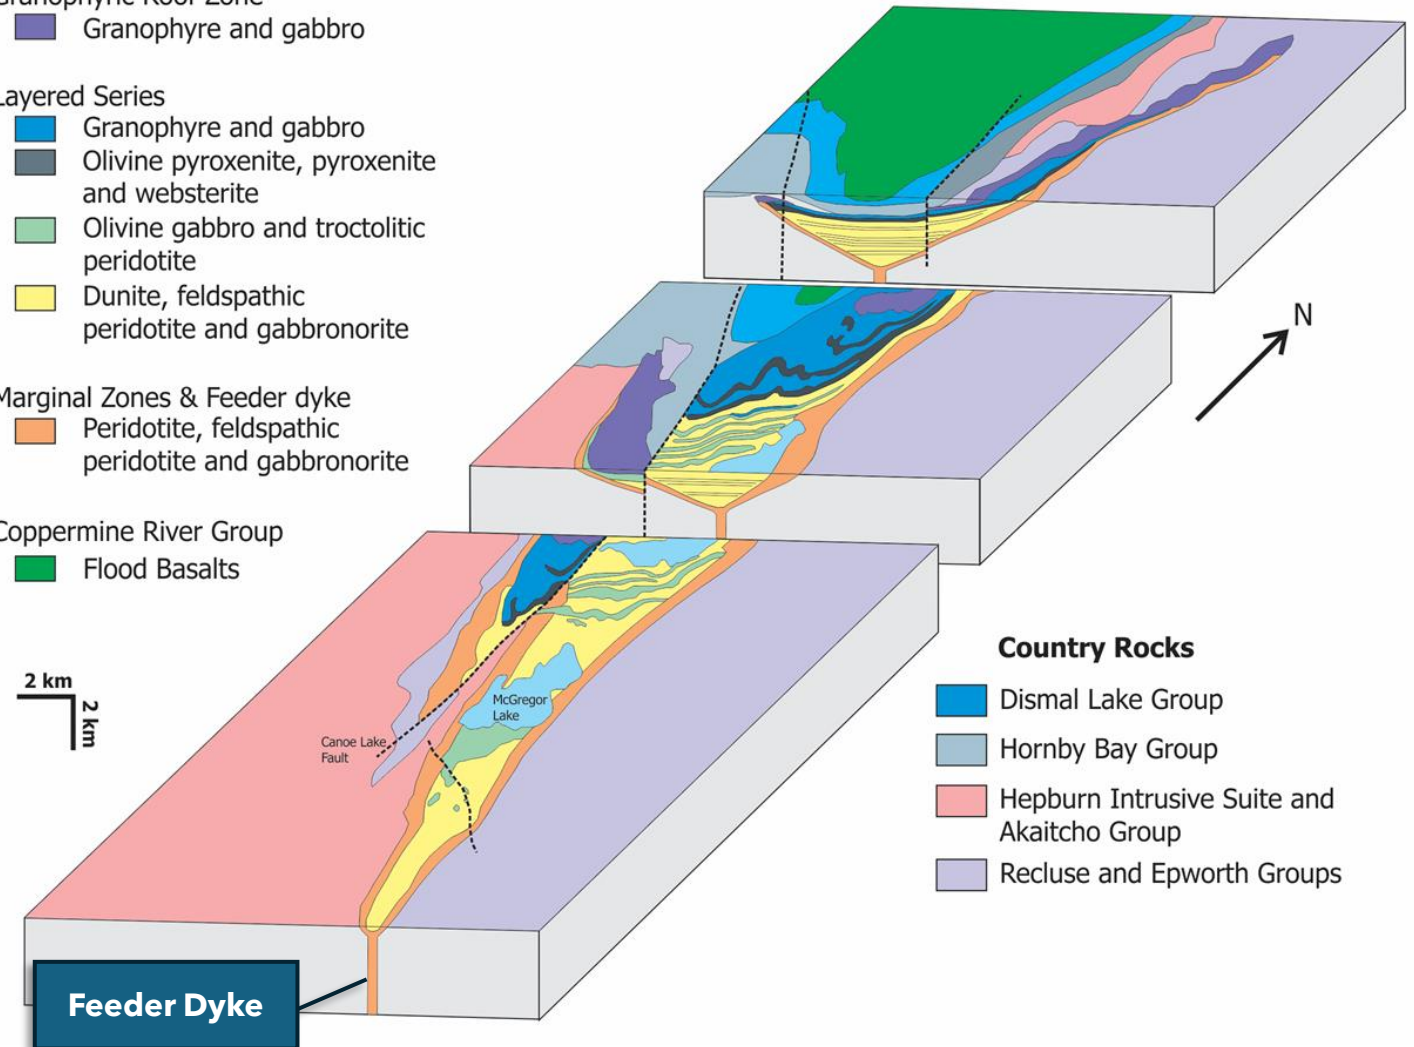 Granophyric Roof Zone
Granophyre and gabbro
Layered Series
Granophyre and gabbro
Olivine pyroxenite, pyroxenite
and websterite
Olivine gabbro and troctolitic
peridotite
Dunite, feldspathic
peridotite and gabbronorite
Marginal Zones & Feeder dyke
Peridotite, feldspathic
peridotite and gabbronorite
Coppermine River Group
Flood Basalts
2 km
2 km
N
McGregor
Lake
Canoe Lake
Fault
Feeder Dyke
Country Rocks
Dismal Lake Group
Hornby Bay Group
Hepburn Intrusive Suite and
Akaitcho Group
Recluse and Epworth Groups